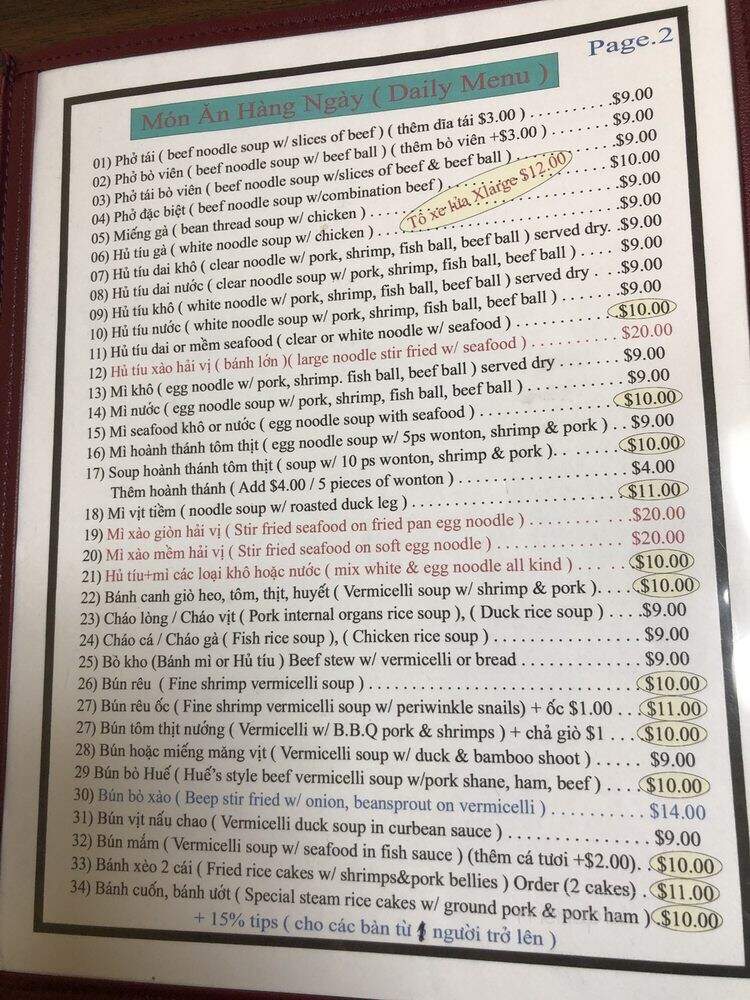 Page.2
Món Ăn Hàng Ngày ( Daily Menu )
01) Phở tái ( beef noodle soup w/ slices of beef ) ( thêm dĩa tái $3.00 ) . . . . . . . . . . .$9.00
02) Phở bò viên ( beef noodle soup w/ beef ball ) ( thêm bò viên +$3.00 ) . . . . . . . $9.00
03) Phở tái bò viên ( beef noodle soup w/slices of beef & beef ball ) . . . . . . . . . . $9.00
04) Phở đặc biệt ( beef noodle soup w/combination beef ) . . . . . . . . . . $10.00
Tô xe lửa Xlarge $12.00
05) Miếng gà ( bean thread soup w/ chicken ) . . . . . . . . . . $9.00
06) Hủ tíu gà ( white noodle soup w/ chicken ) . . . . . . . . . . $9.00
07) Hủ tíu dai khô ( clear noodle w/ pork, shrimp, fish ball, beef ball ) served dry. .$9.00
08) Hủ tíu dai nước ( clear noodle soup w/ pork, shrimp, fish ball, beef ball ) . . . . . $9.00
09) Hủ tíu khô ( white noodle w/ pork, shrimp, fish ball, beef ball ) served dry . . .$9.00
10) Hủ tíu nước ( white noodle soup w/ pork, shrimp, fish ball, beef ball ) . . . . . . .$9.00
11) Hủ tíu dai or mềm seafood ( clear or white noodle w/ seafood ) . . . . . . . . . . $10.00
12) Hủ tíu xào hải vị ( bánh lớn )( large noodle stir fried w/ seafood ) . . . . . . . . . . $20.00
13) Mì khô ( egg noodle w/ pork, shrimp. fish ball, beef ball ) served dry . . . . . . . $9.00
14) Mì nước ( egg noodle soup w/ pork, shrimp, fish ball, beef ball ) . . . . . . . . . . $9.00
15) Mì seafood khô or nước ( egg noodle soup with seafood ) . . . . . . . . . . $10.00
16) Mì hoành thánh tôm thịt ( egg noodle soup w/ 5ps wonton, shrimp & pork ) . . $9.00
17) Soup hoành thánh tôm thịt ( soup w/ 10 ps wonton, shrimp & pork ). . . . . . . $10.00
Thêm hoành thánh ( Add $4.00 / 5 pieces of wonton ) . . . . . . . . . . $4.00
18) Mì vịt tiềm ( noodle soup w/ roasted duck leg ) . . . . . . . . . . $11.00
19) Mì xào giòn hải vị ( Stir fried seafood on fried pan egg noodle ) . . . . . . . . . . .$20.00
20) Mì xào mềm hải vị ( Stir fried seafood on soft egg noodle ) . . . . . . . . . . $20.00
21) Hủ tíu+mì các loại khô hoặc nước ( mix white & egg noodle all kind ) . . . . . .$10.00
22) Bánh canh giò heo, tôm, thịt, huyết ( Vermicelli soup w/ shrimp & pork ). . . . .$10.00
23) Cháo lòng / Cháo vịt ( Pork internal organs rice soup ), ( Duck rice soup ) . . . .$9.00
24) Cháo cá / Cháo gà ( Fish rice soup ), ( Chicken rice soup ) . . . . . . . . . . $9.00
25) Bò kho (Bánh mì or Hủ tíu ) Beef stew w/ vermicelli or bread . . . . . . . . . . $9.00
26) Bún rêu ( Fine shrimp vermicelli soup ) . . . . . . . . . . $10.00
27) Bún rêu ốc ( Fine shrimp vermicelli soup w/ periwinkle snails) + ốc $1.00 . . . $11.00
27) Bún tôm thịt nướng ( Vermicelli w/ B.B.Q pork & shrimps ) + chả giò $1 . . . $10.00
28) Bún hoặc miếng măng vịt ( Vermicelli soup w/ duck & bamboo shoot ) . . . . . $9.00
29 Bún bò Huế ( Huế's style beef vermicelli soup w/pork shane, ham, beef ) . . . . $10.00
30) Bún bò xào ( Beep stir fried w/ onion, beansprout on vermicelli ) . . . . . . . . . . $14.00
31) Bún vịt nấu chao ( Vermicelli duck soup in curbean sauce ) . . . . . . . . . . $9.00
32) Bún mắm ( Vermicelli soup w/ seafood in fish sauce ) (thêm cá tươi +$2.00). . $10.00
33) Bánh xèo 2 cái ( Fried rice cakes w/ shrimps&pork bellies ) Order (2 cakes) . $11.00
34) Bánh cuốn, bánh ướt ( Special steam rice cakes w/ ground pork & pork ham ) $10.00
+ 15% tips ( cho các bàn từ người trở lên )